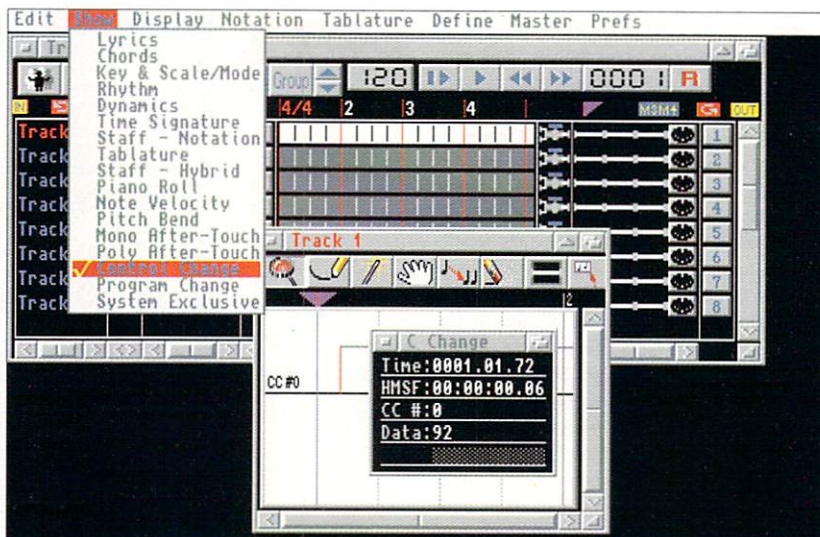 Edit Show Display Notation Tablature Define Master Prefs
Tr
Lyrics
Chords
Key & Scale/Mode
Rhythm
Dynamics
Time Signature
Staff - Notation
Tablature
Staff - Hybrid
Piano Roll
Note Velocity
Pitch Bend
Mono After-Touch
Poly After-Touch
Control Change
Program Change
System Exclusive
Group 120 0001 R
IN 4/4 2 3 4 MSM4 OUT
Track 1
Track 2
Track 3
Track 4
Track 5
Track 6
Track 7
Track 8
Track 1
2
CC #0
C Change
Time:0001.01.72
HMSF:00:00:00.06
CC #:0
Data:92